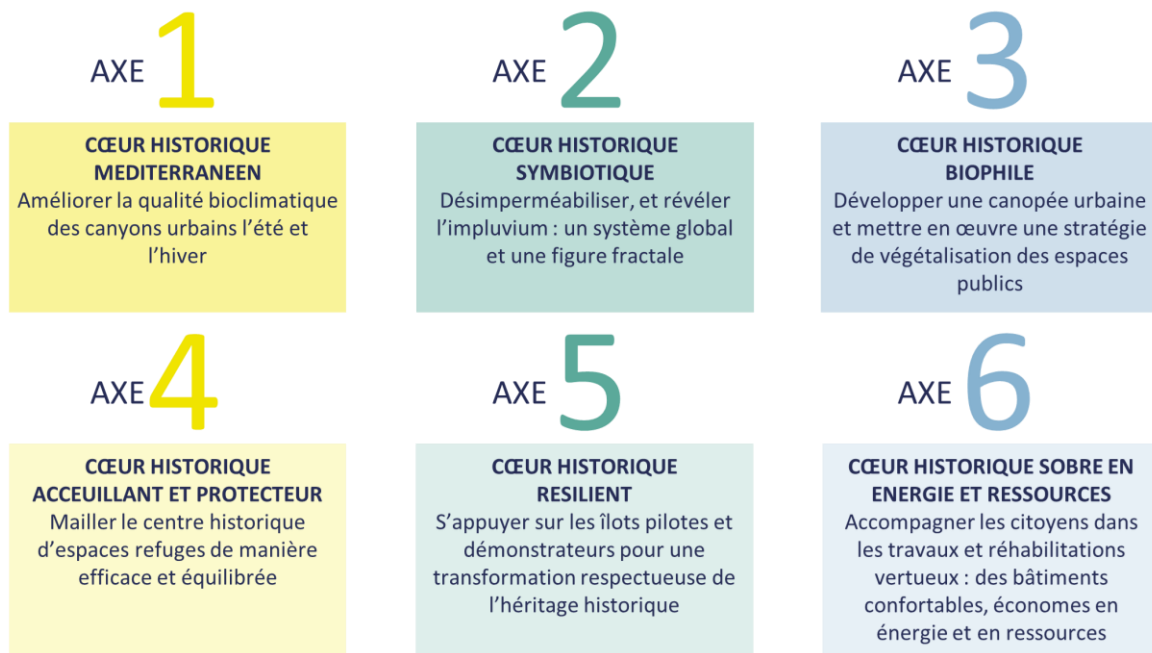 AXE 1
CŒUR HISTORIQUE
MEDITERRANEEN
Améliorer la qualité bioclimatique
des canyons urbains l'été et
l'hiver
AXE 2
CŒUR HISTORIQUE
SYMBIOTIQUE
Désimperméabiliser, et révéler
l'impluvium : un système global
et une figure fractale
AXE 3
CŒUR HISTORIQUE
BIOPHILE
Développer une canopée urbaine
et mettre en œuvre une stratégie
de végétalisation des espaces
publics
AXE 4
CŒUR HISTORIQUE
ACCEUILLANT ET PROTECTEUR
Mailler le centre historique
d'espaces refuges de manière
efficace et équilibrée
AXE 5
CŒUR HISTORIQUE
RESILIENT
S'appuyer sur les îlots pilotes et
démonstrateurs pour une
transformation respectueuse de
l'héritage historique
AXE 6
CŒUR HISTORIQUE SOBRE EN
ENERGIE ET RESSOURCES
Accompagner les citoyens dans
les travaux et réhabilitations
vertueux : des bâtiments
confortables, économes en
énergie et en ressources